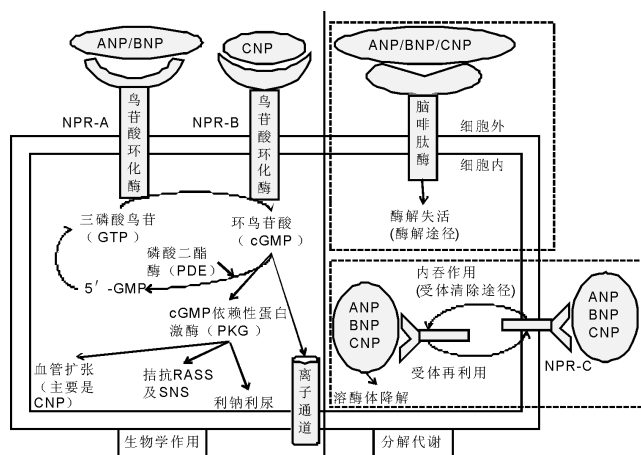 ANP/BNP
CNP
ANP/BNP/CNP
NPR-A
鸟苷酸环化酶
NPR-B
鸟苷酸环化酶
脑啡肽酶
细胞外
细胞内
三磷酸鸟苷
（GTP）
环鸟苷酸
（cGMP）
酶解失活
(酶解途径)
磷酸二酯
酶（PDE）
5′ -GMP
cGMP依赖性蛋白
激酶（PKG）
血管扩张
（主要是
CNP）
拮抗RASS
及SNS
利钠利尿
离子通道
内吞作用
(受体清除途径)
ANP
BNP
CNP
ANP
BNP
CNP
NPR-C
受体再利用
溶酶体降解
生物学作用
分解代谢